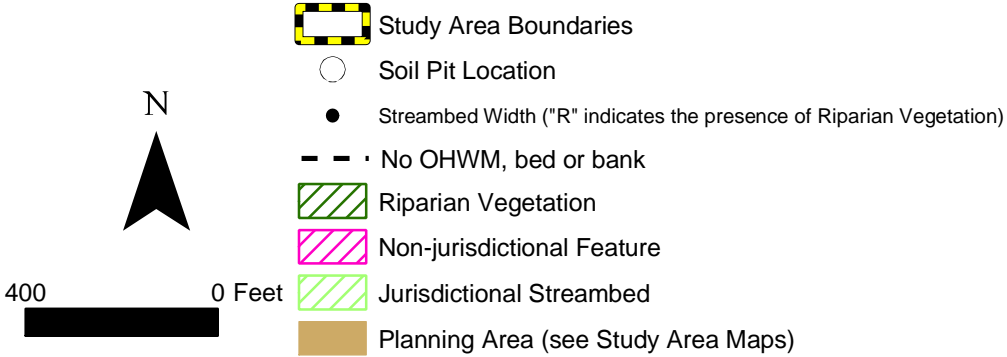 Study Area Boundaries
Soil Pit Location
N
Streambed Width ("R" indicates the presence of Riparian Vegetation)
No OHWM, bed or bank
Riparian Vegetation
Non-jurisdictional Feature
400 0 Feet
Jurisdictional Streambed
Planning Area (see Study Area Maps)